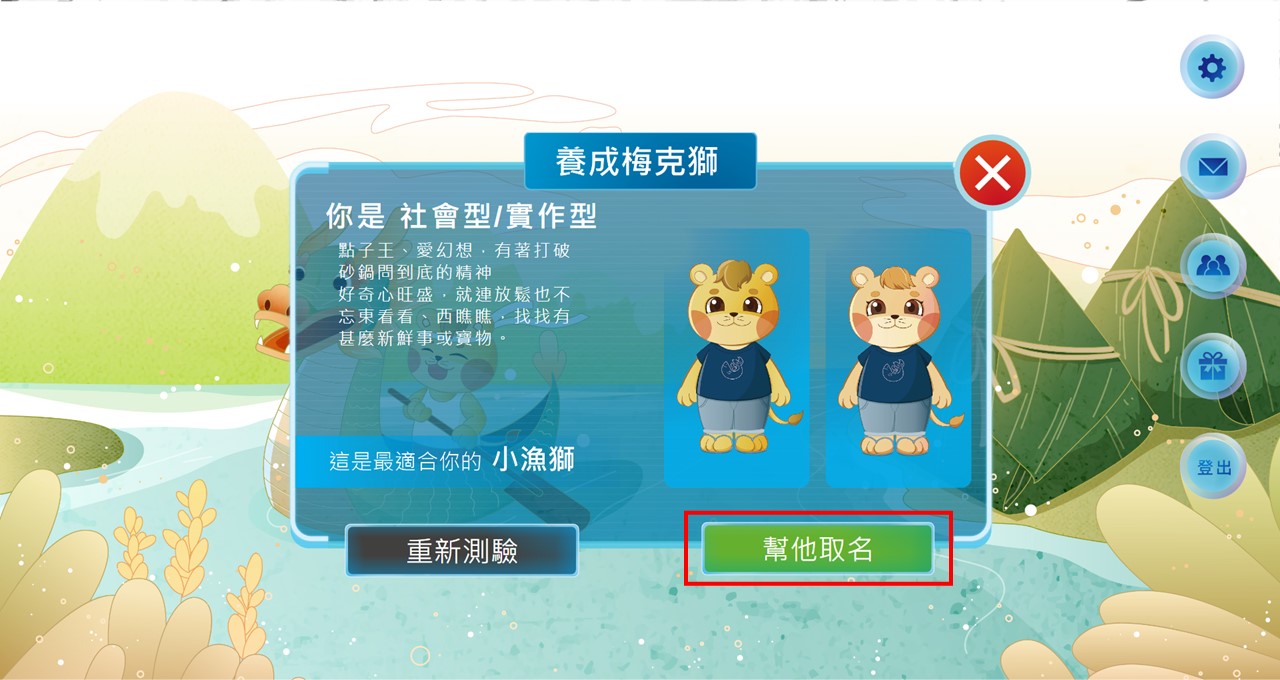 養成梅克獅
你是 社會型/實作型
點子王、愛幻想，有著打破
砂鍋問到底的精神
好奇心旺盛，就連放鬆也不
忘東看看、西瞧瞧，找找有
甚麼新鮮事或寶物。
這是最適合你的 小漁獅
重新測驗
幫他取名
登出